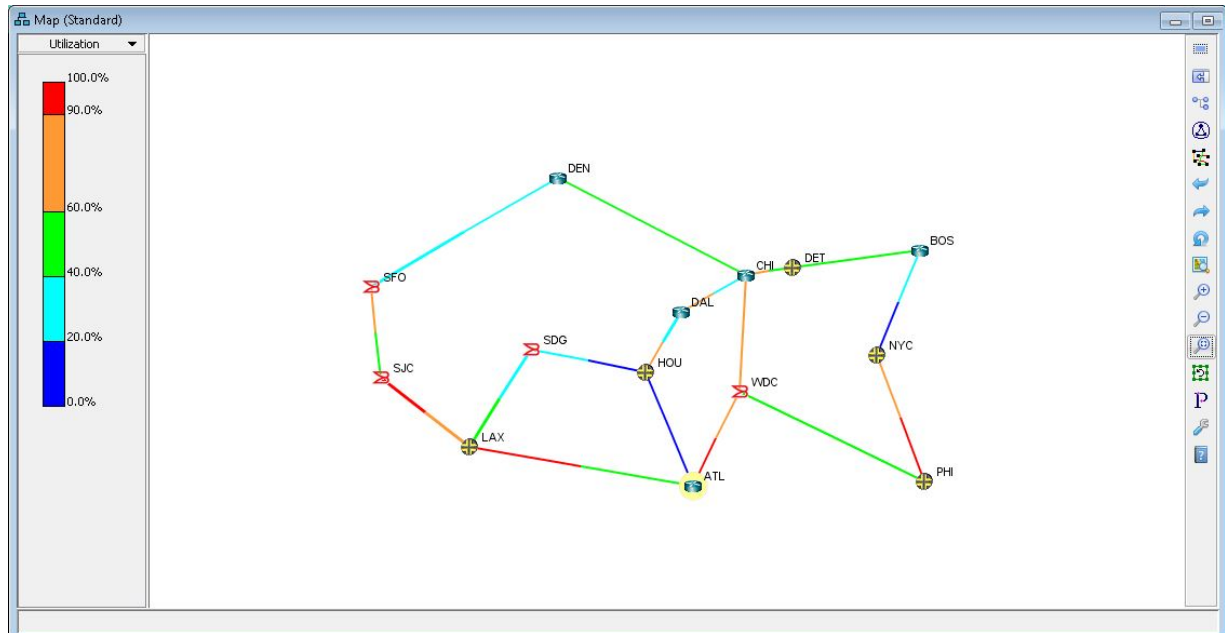 Map (Standard)
Utilization
100.0%
90.0%
60.0%
40.0%
20.0%
0.0%
DEN
BOS
CHI
DET
SFO
DAL
SDG
NYC
HOU
SJC
WDC
LAX
ATL
PHI
P
?